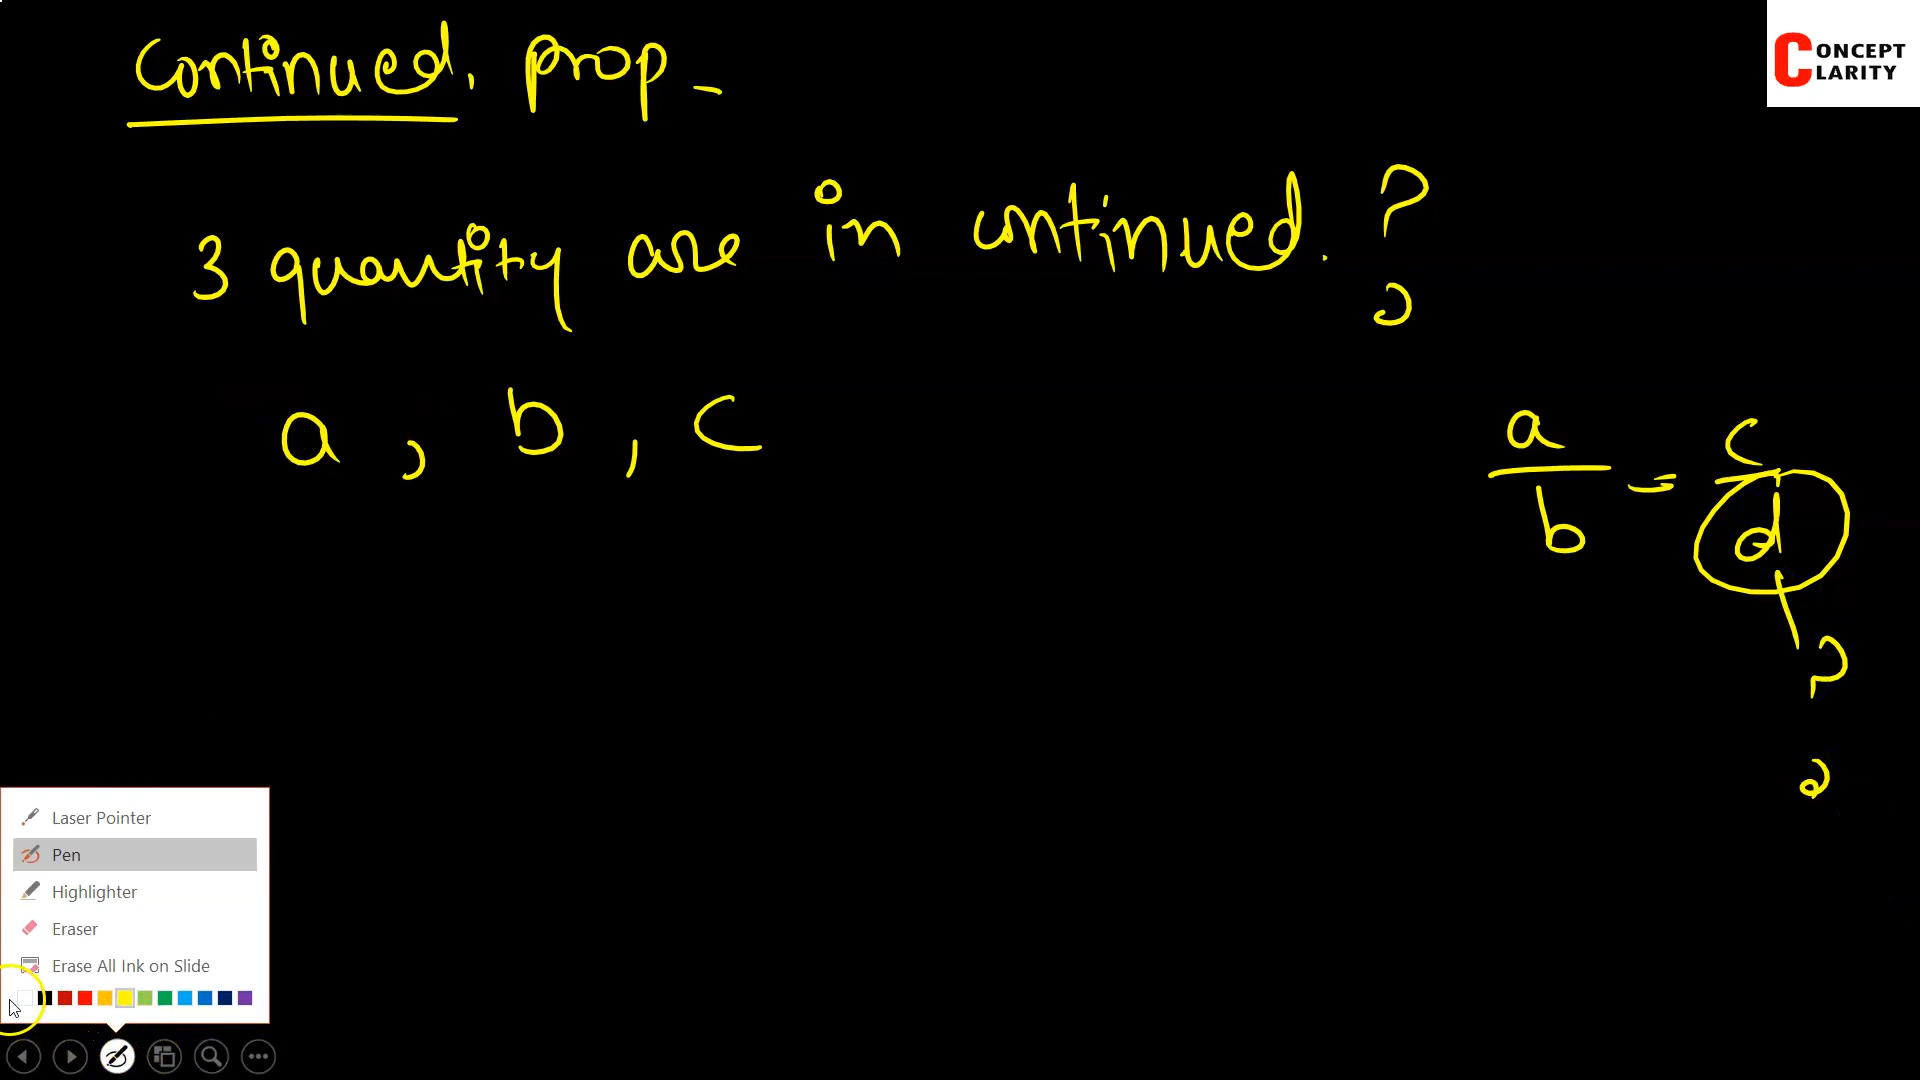 Continued. prop -
CONCEPT
CLARITY
3 quantity are in continued. ?
a , b , c
a/b = c/d
?
Laser Pointer
Pen
Highlighter
Eraser
Erase All Ink on Slide